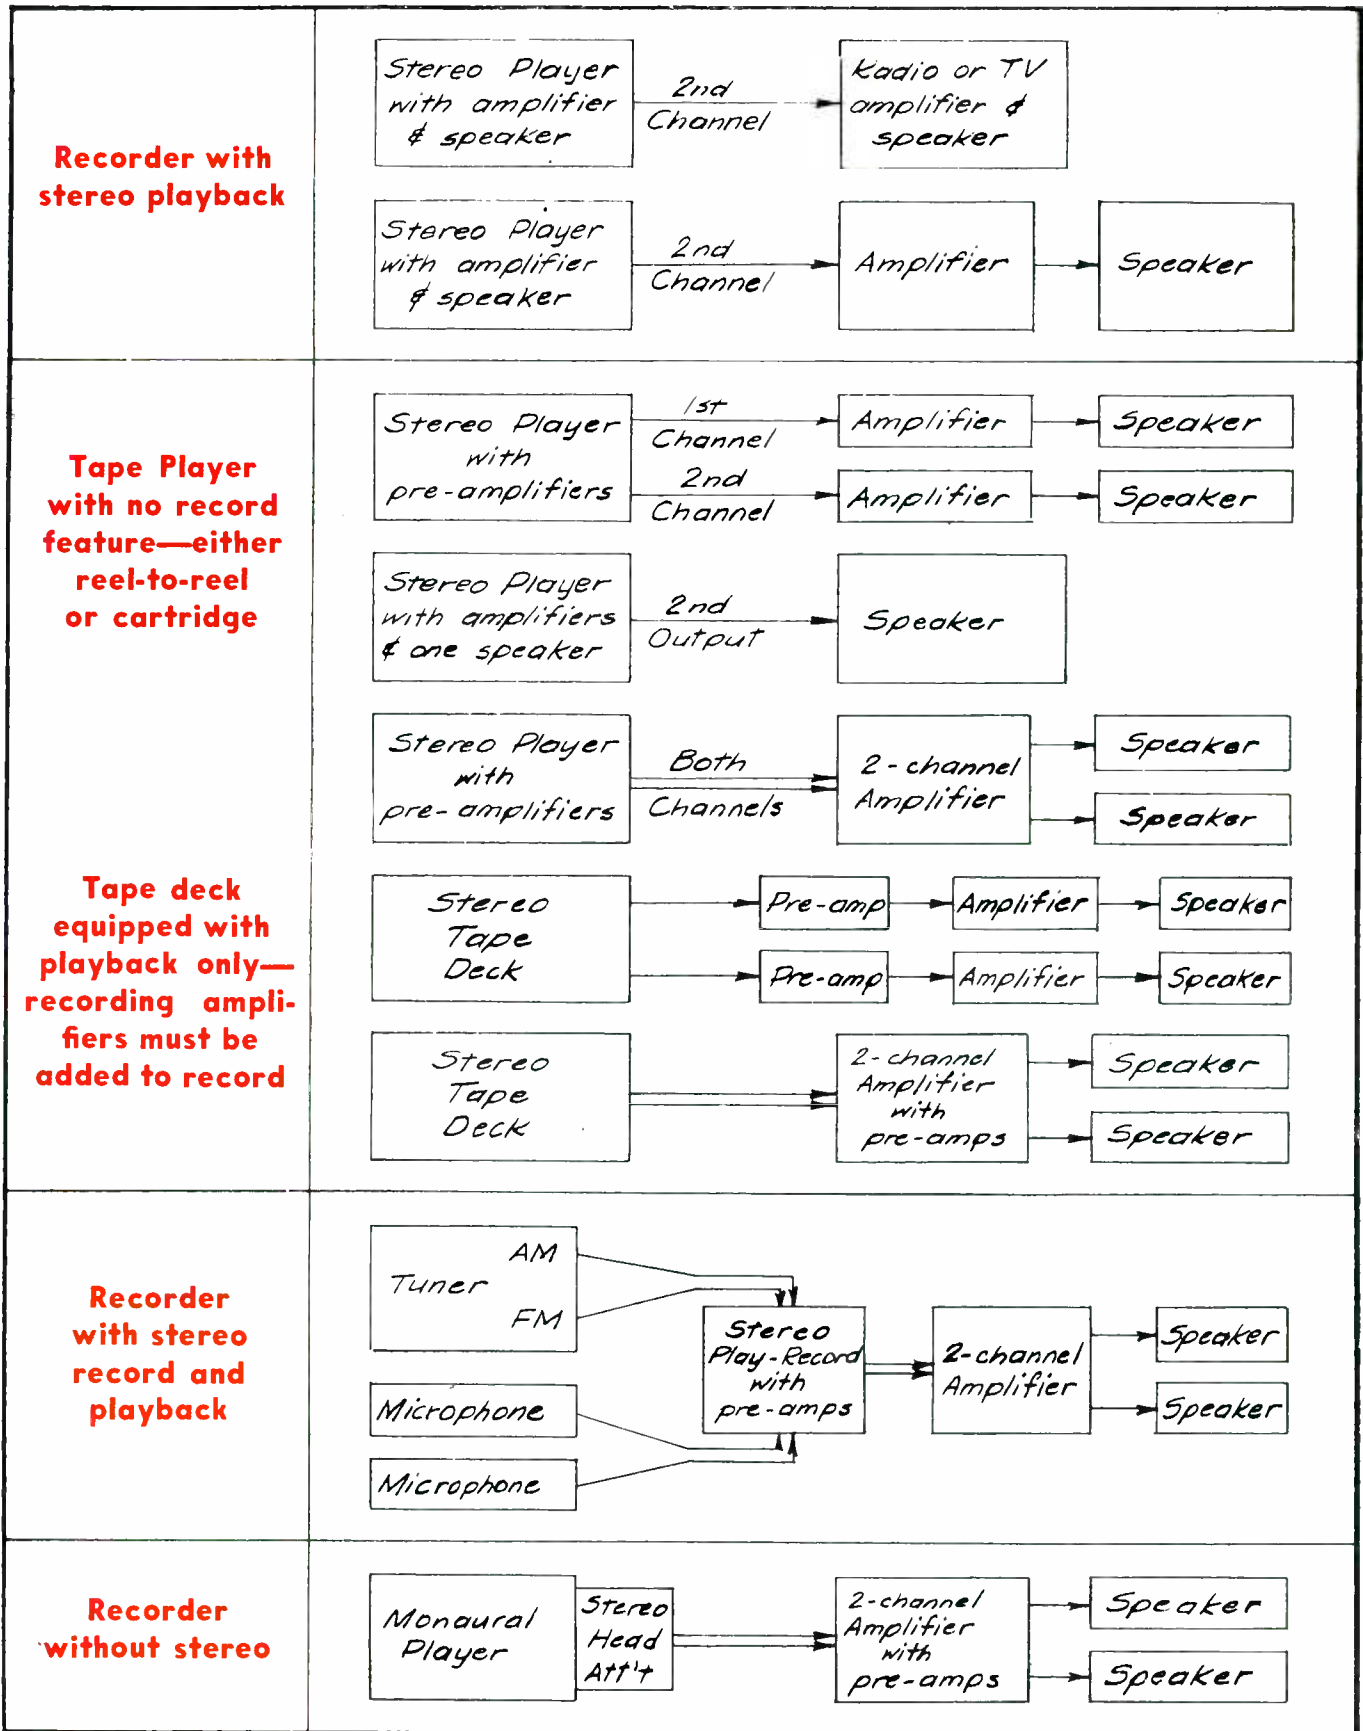 Recorder with
stereo playback
Stereo Player
with amplifier
& speaker
2nd
Channel
Radio or TV
amplifier &
speaker
Stereo Player
with amplifier
& speaker
2nd
Channel
Amplifier
Speaker
Tape Player
with no record
feature—either
reel-to-reel
or cartridge
Stereo Player
with
pre-amplifiers
1st
Channel
Amplifier
Speaker
2nd
Channel
Amplifier
Speaker
Stereo Player
with amplifiers
& one speaker
2nd
Output
Speaker
Stereo Player
with
pre-amplifiers
Both
Channels
2-channel
Amplifier
Speaker
Speaker
Tape deck
equipped with
playback only—
recording ampli-
fiers must be
added to record
Stereo
Tape
Deck
Pre-amp
Amplifier
Speaker
Pre-amp
Amplifier
Speaker
Stereo
Tape
Deck
2-channel
Amplifier
with
pre-amps
Speaker
Speaker
Recorder
with stereo
record and
playback
Tuner
AM
FM
Microphone
Microphone
Stereo
Play-Record
with
pre-amps
2-channel
Amplifier
Speaker
Speaker
Recorder
without stereo
Monaural
Player
Stereo
Head
Att't
2-channel
Amplifier
with
pre-amps
Speaker
Speaker